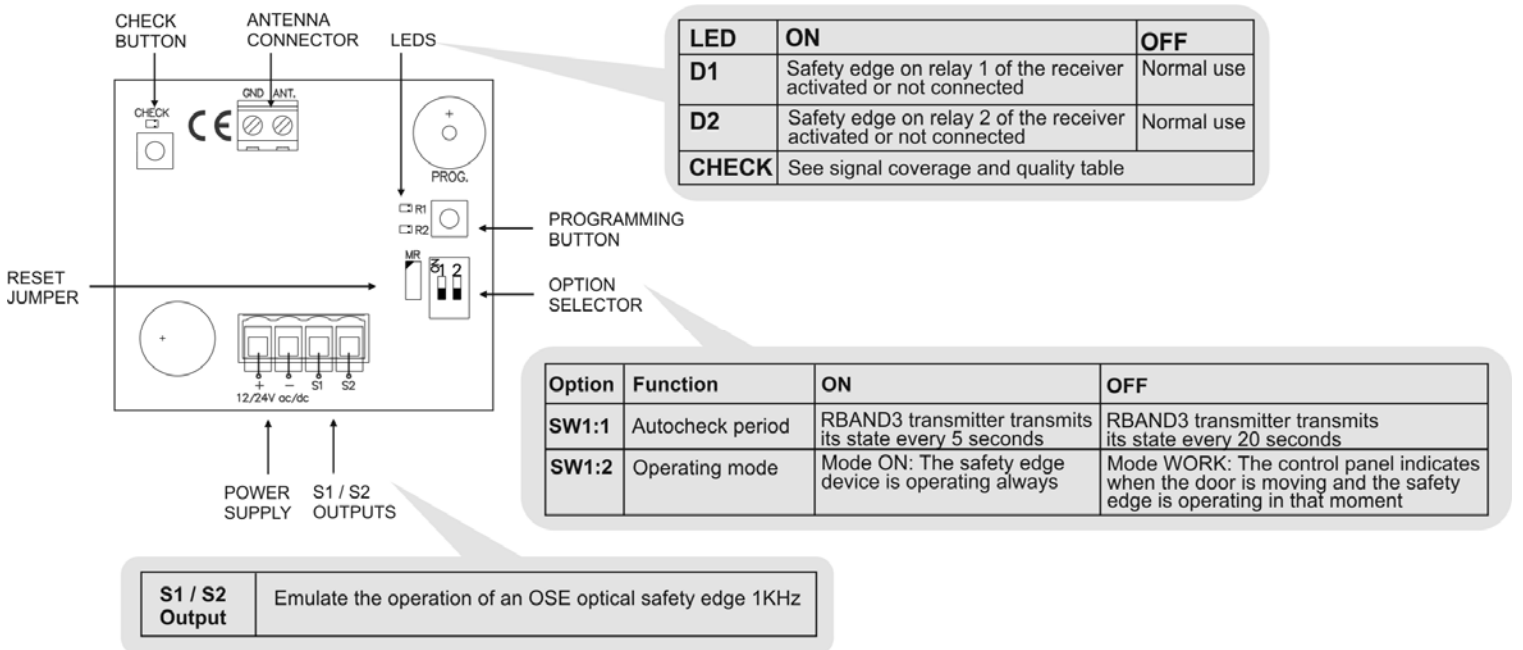 CHECK
BUTTON
ANTENNA
CONNECTOR
LEDS
GND ANT.
CHECK
CE
PROG.
R1
R2
MR
ON
1 2
PROGRAMMING
BUTTON
OPTION
SELECTOR
RESET
JUMPER
+ − S1 S2
12/24V ac/dc
POWER
SUPPLY
S1 / S2
OUTPUTS
LED ON OFF
D1 Safety edge on relay 1 of the receiver Normal use
activated or not connected
D2 Safety edge on relay 2 of the receiver Normal use
activated or not connected
CHECK See signal coverage and quality table
Option Function ON OFF
SW1:1 Autocheck period RBAND3 transmitter transmits RBAND3 transmitter transmits
its state every 5 seconds its state every 20 seconds
SW1:2 Operating mode Mode ON: The safety edge Mode WORK: The control panel indicates
device is operating always when the door is moving and the safety
edge is operating in that moment
S1 / S2
Output
Emulate the operation of an OSE optical safety edge 1KHz